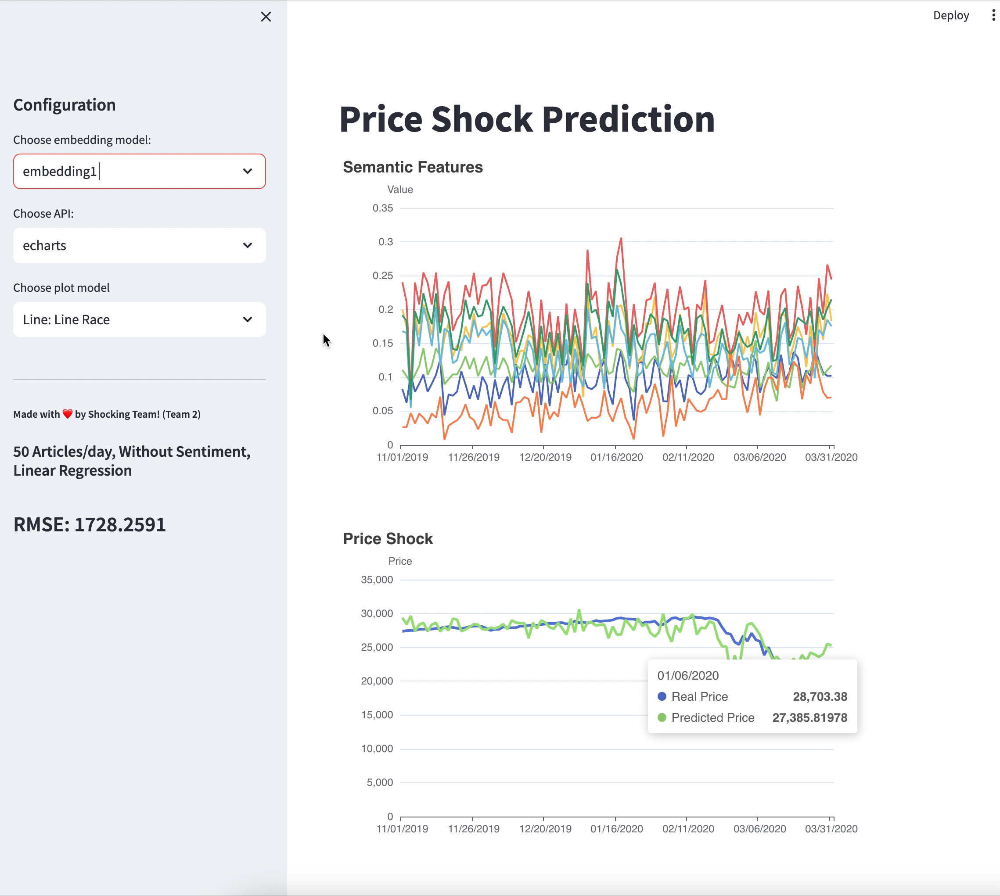 Deploy
Configuration
Choose embedding model:
embedding1
Choose API:
echarts
Choose plot model
Line: Line Race
Made with ❤️ by Shocking Team! (Team 2)
50 Articles/day, Without Sentiment,
Linear Regression
RMSE: 1728.2591
Price Shock Prediction
Semantic Features
Value
0.35
0.3
0.25
0.2
0.15
0.1
0.05
0
11/01/2019 11/26/2019 12/20/2019 01/16/2020 02/11/2020 03/06/2020 03/31/2020
Price Shock
Price
35,000
30,000
25,000
20,000
15,000
10,000
5,000
0
11/01/2019 11/26/2019 12/20/2019 01/16/2020 02/11/2020 03/06/2020 03/31/2020
01/06/2020
Real Price 28,703.38
Predicted Price 27,385.81978